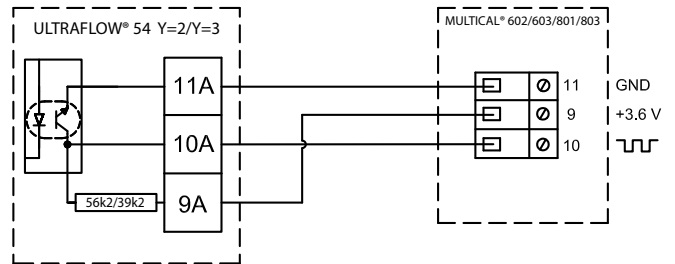 ULTRAFLOW® 54 Y=2/Y=3
MULTICAL® 602/603/801/803
11A
11 GND
9 +3.6 V
10A
10
56k2/39k2
9A